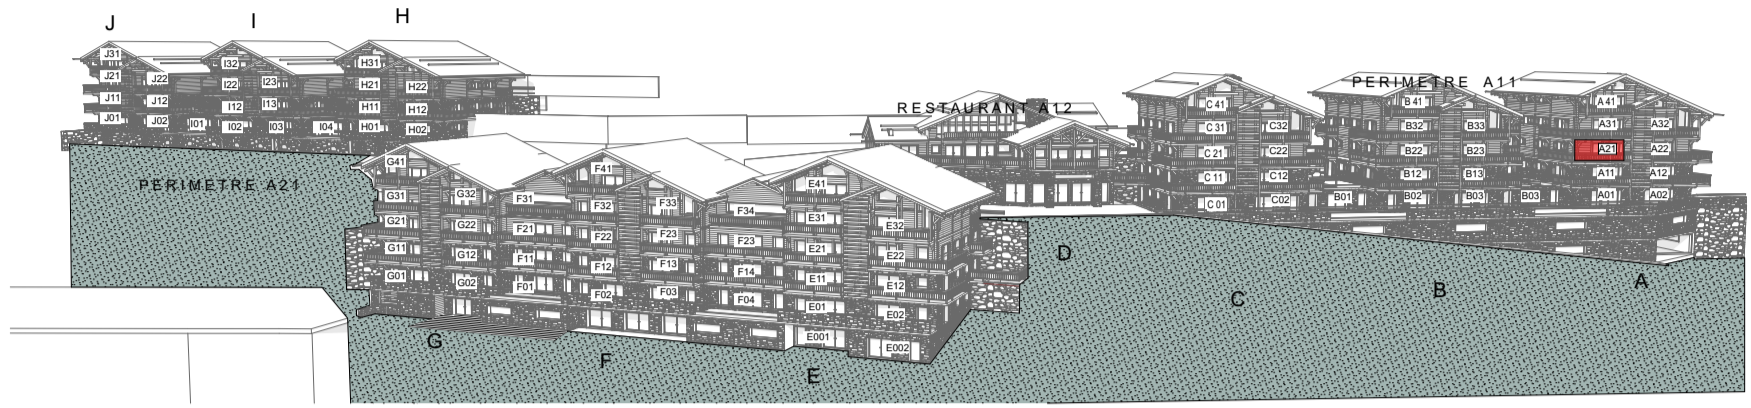 J
I
H
J31
J21
J22
J11
J12
J01
J02
I01
I32
I22
I23
I12
I13
I02
I03
I04
H31
H21
H22
H11
H12
H01
H02
PERIMETRE A21
G41
G31
G32
G21
G22
G11
G12
G01
G02
F41
F31
F32
F33
F34
F21
F22
F23
F23
F11
F12
F13
F14
F01
F02
F03
F04
E41
E31
E32
E21
E22
E11
E12
E01
E02
E001
E002
G
F
E
RESTAURANT A12
PERIMETRE A11
C 41
C 31
C32
C 21
C22
C 11
C12
C 01
C02
B 41
B32
B33
B22
B23
B12
B13
B01
B02
B03
B03
A 41
A31
A32
A21
A22
A11
A12
A01
A02
D
C
B
A